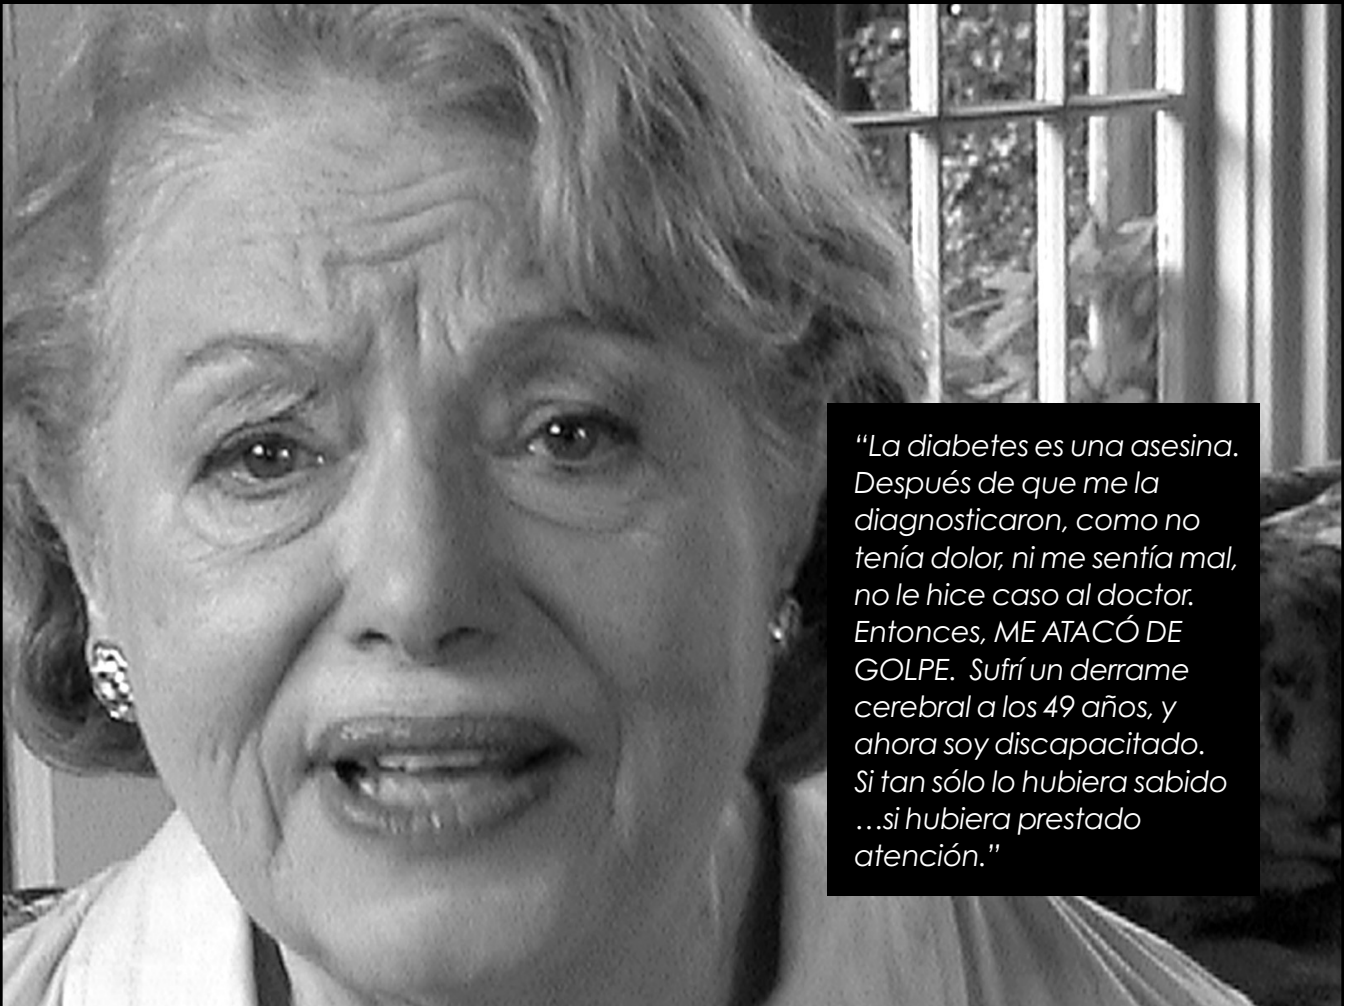 “La diabetes es una asesina.
Después de que me la
diagnosticaron, como no
tenía dolor, ni me sentía mal,
no le hice caso al doctor.
Entonces, ME ATACÓ DE
GOLPE.  Sufrí un derrame
cerebral a los 49 años, y
ahora soy discapacitado.
Si tan sólo lo hubiera sabido
…si hubiera prestado
atención.”